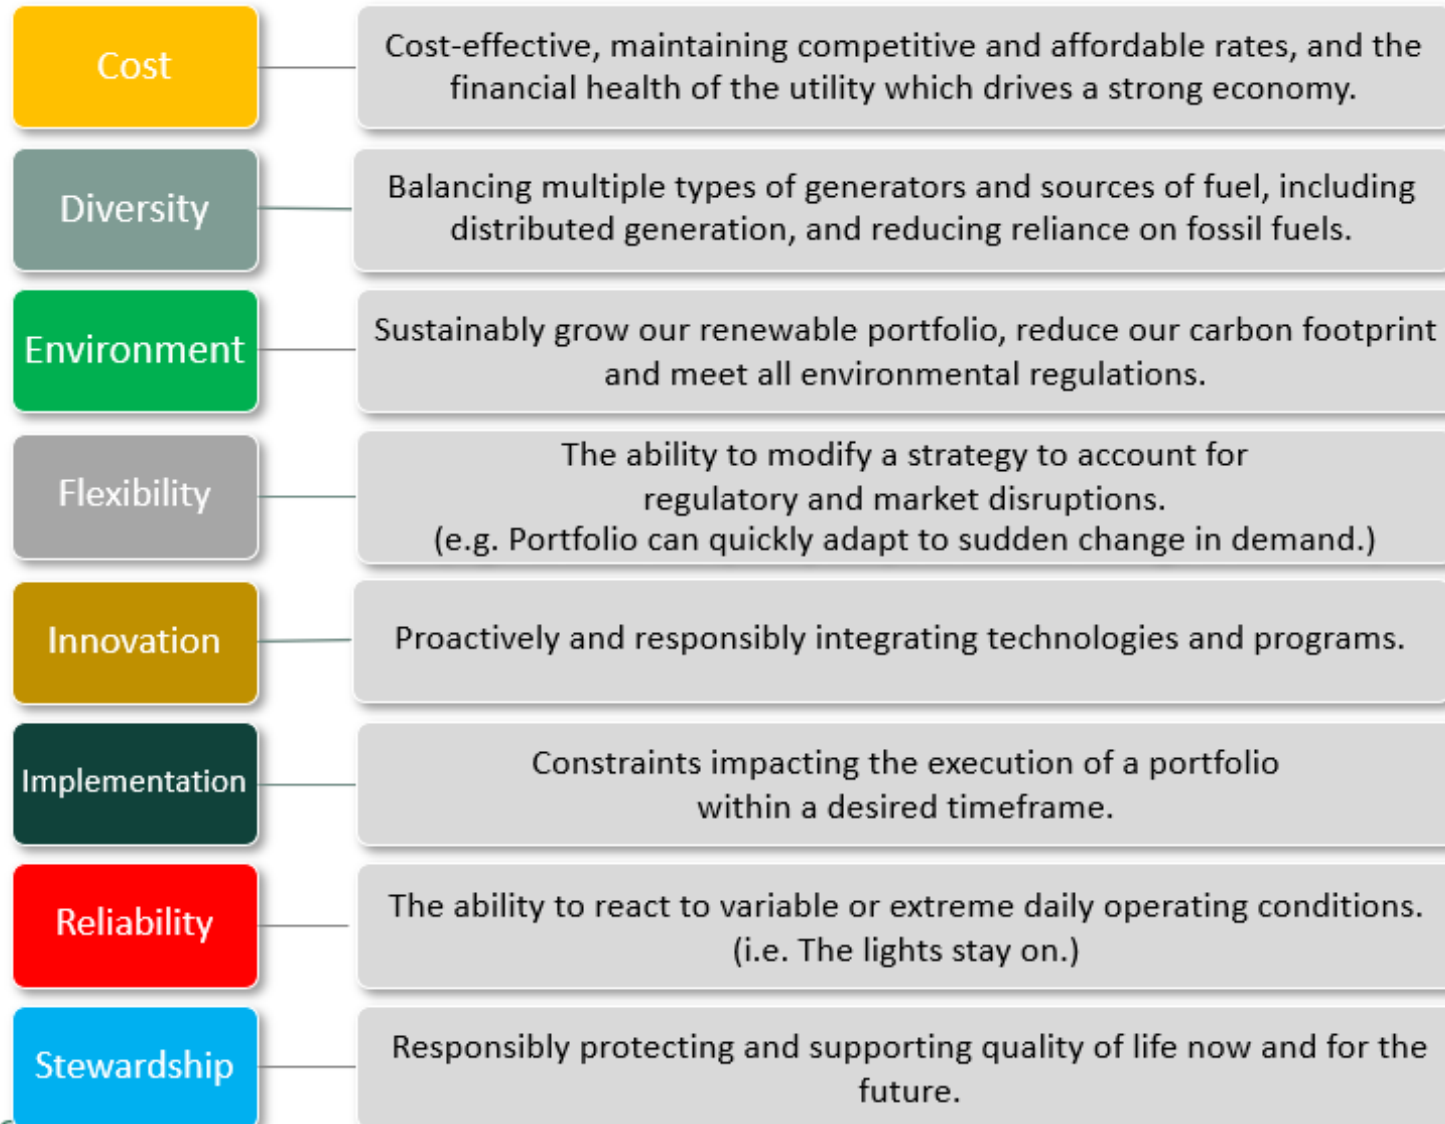 Cost
Cost-effective, maintaining competitive and affordable rates, and the
financial health of the utility which drives a strong economy.
Diversity
Balancing multiple types of generators and sources of fuel, including
distributed generation, and reducing reliance on fossil fuels.
Environment
Sustainably grow our renewable portfolio, reduce our carbon footprint
and meet all environmental regulations.
Flexibility
The ability to modify a strategy to account for
regulatory and market disruptions.
(e.g. Portfolio can quickly adapt to sudden change in demand.)
Innovation
Proactively and responsibly integrating technologies and programs.
Implementation
Constraints impacting the execution of a portfolio
within a desired timeframe.
Reliability
The ability to react to variable or extreme daily operating conditions.
(i.e. The lights stay on.)
Stewardship
Responsibly protecting and supporting quality of life now and for the
future.